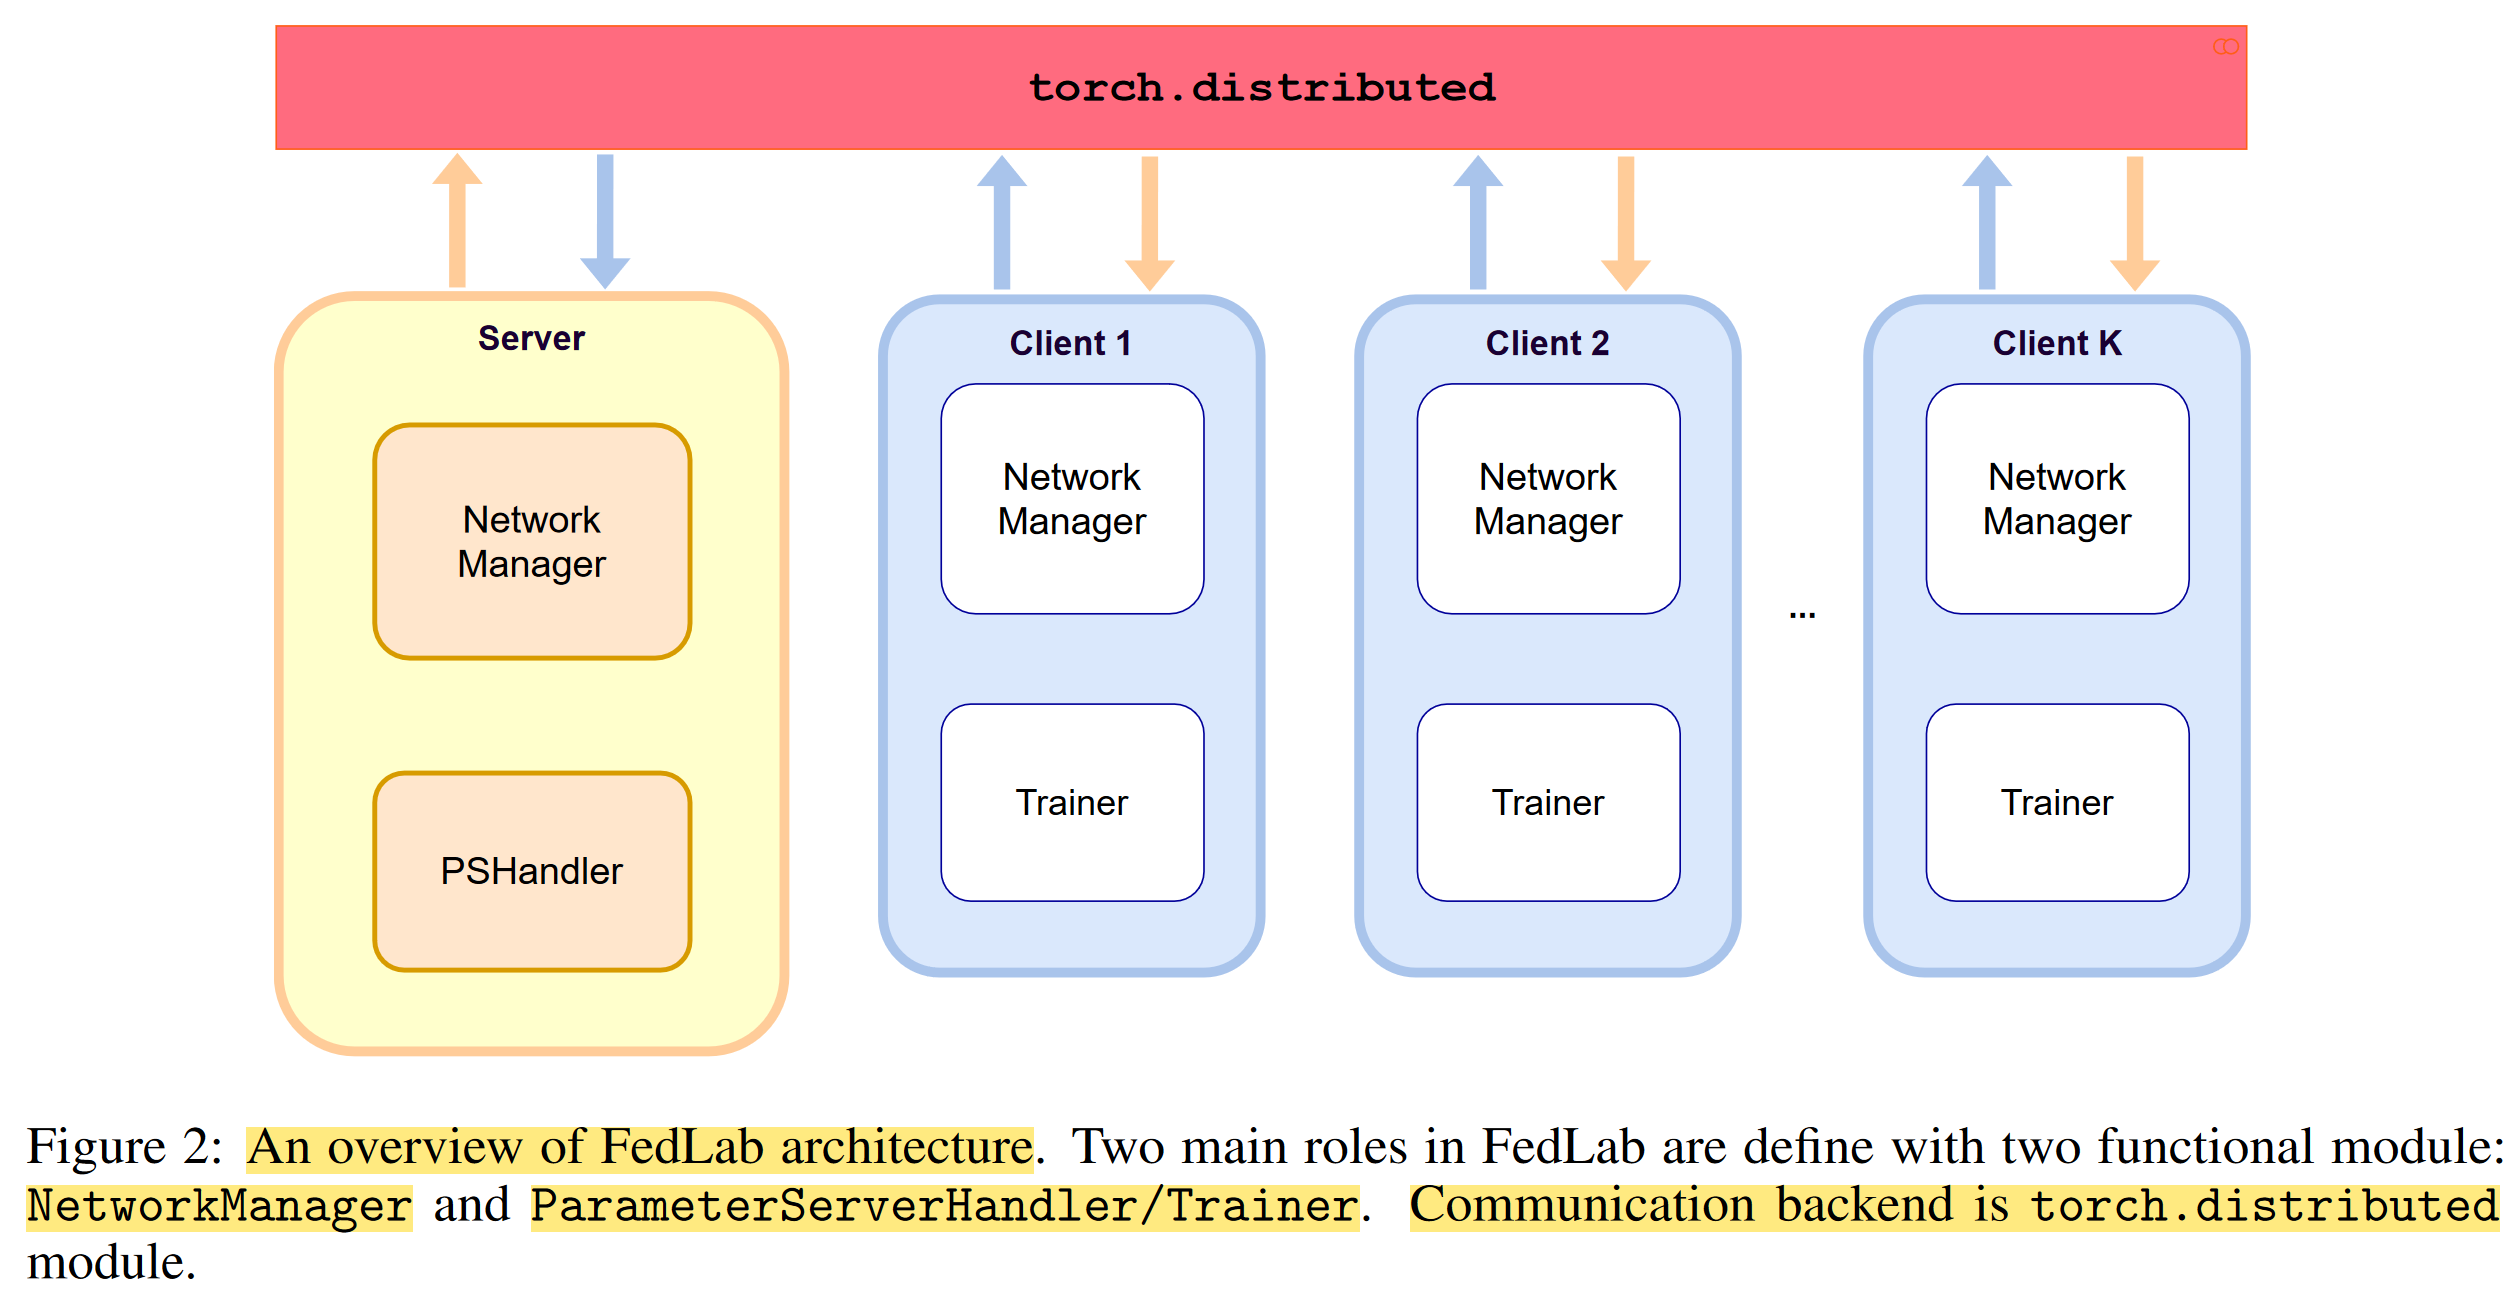 torch.distributed
Server
Client 1
Client 2
Client K
Network
Manager
Network
Manager
Network
Manager
Network
Manager
...
PSHandler
Trainer
Trainer
Trainer
Figure 2: An overview of FedLab architecture. Two main roles in FedLab are define with two functional module:
NetworkManager and ParameterServerHandler/Trainer. Communication backend is torch.distributed
module.